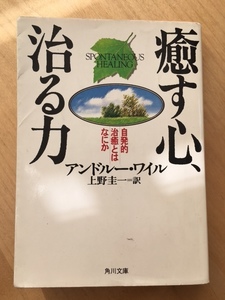 癒す心、
治る力
SPONTANEOUS
HEALING
自発的
治癒とは
なにか
アンドルー・ワイル
上野圭一=訳
角川文庫